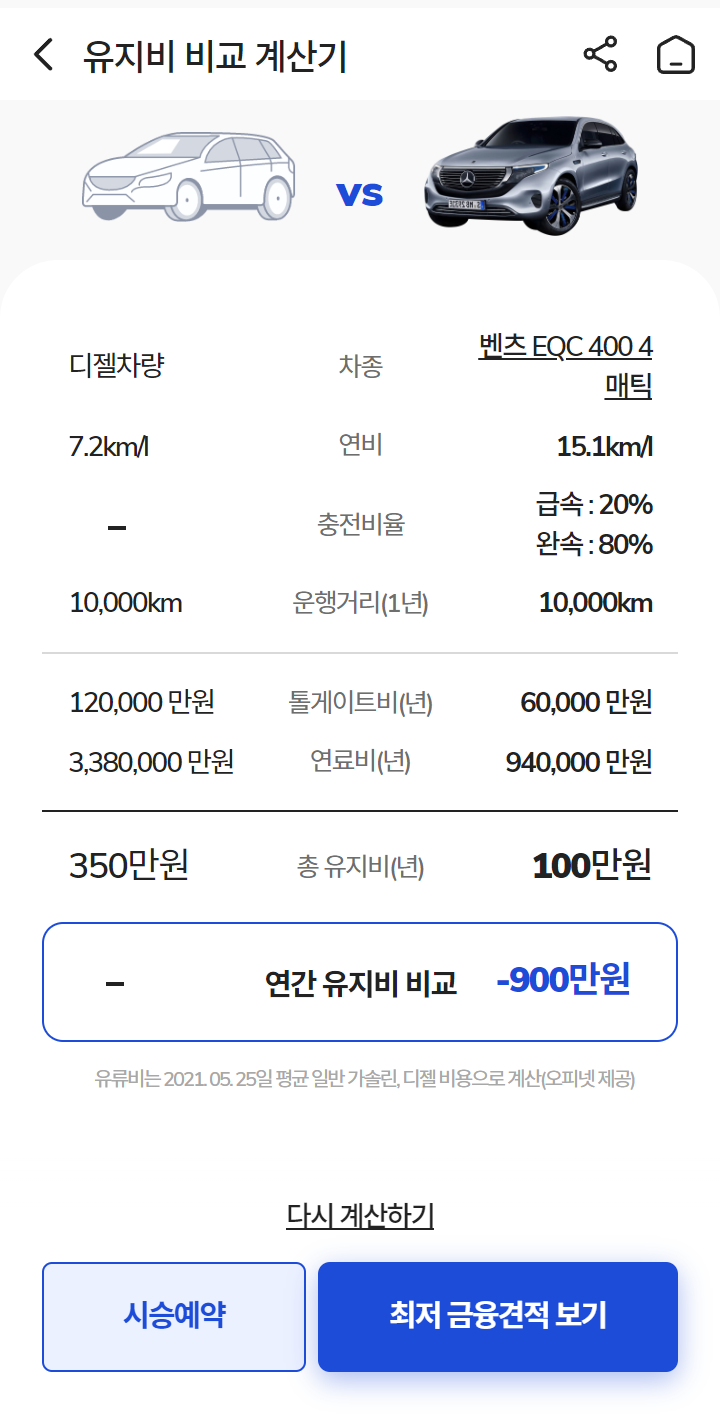 유지비 비교 계산기
vs
디젤차량 차종 벤츠 EQC 400 4
매틱
7.2km/l 연비 15.1km/l
– 충전비율 급속 : 20%
완속 : 80%
10,000km 운행거리(1년) 10,000km
120,000 만원 톨게이트비(년) 60,000 만원
3,380,000 만원 연료비(년) 940,000 만원
350만원 총 유지비(년) 100만원
– 연간 유지비 비교 -900만원
유류비는 2021. 05. 25일 평균 일반 가솔린, 디젤 비용으로 계산(오피넷 제공)
다시 계산하기
시승예약 최저 금융견적 보기